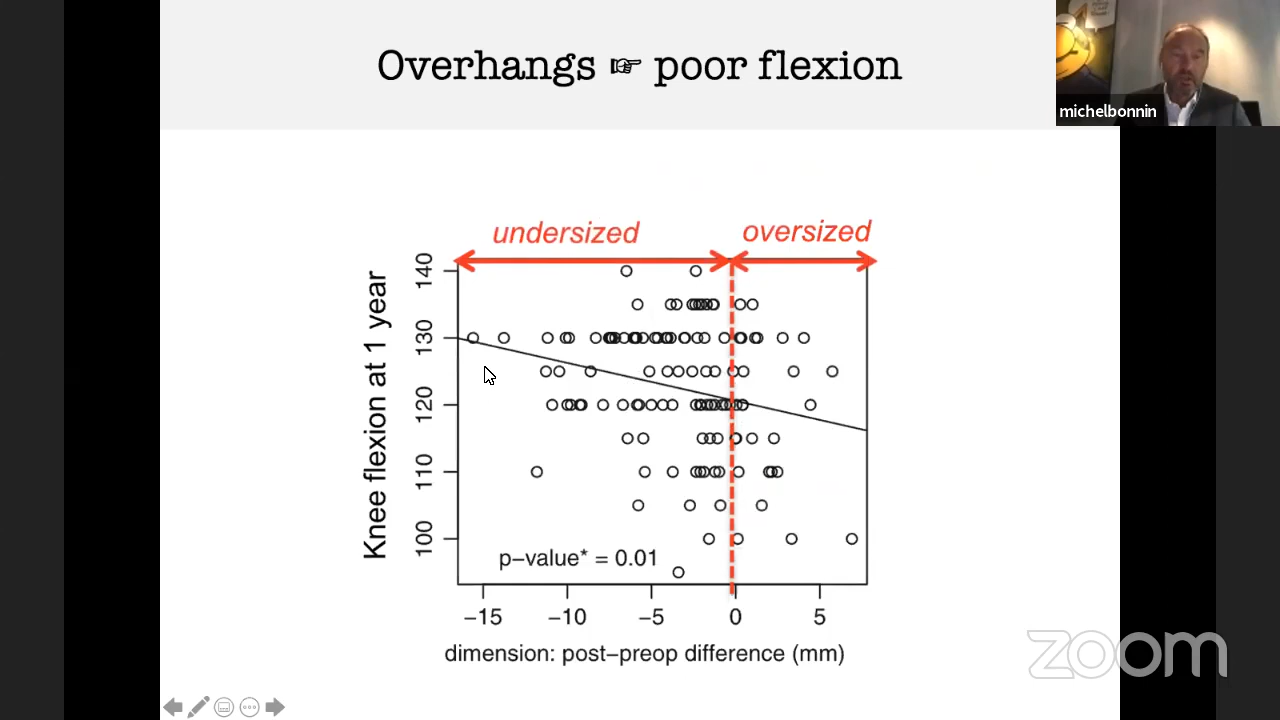 Overhangs ☞ poor flexion
michelbonnin
undersized
oversized
Knee flexion at 1 year
140
130
120
110
100
p−value* = 0.01
−15
−10
−5
0
5
dimension: post−preop difference (mm)
zoom